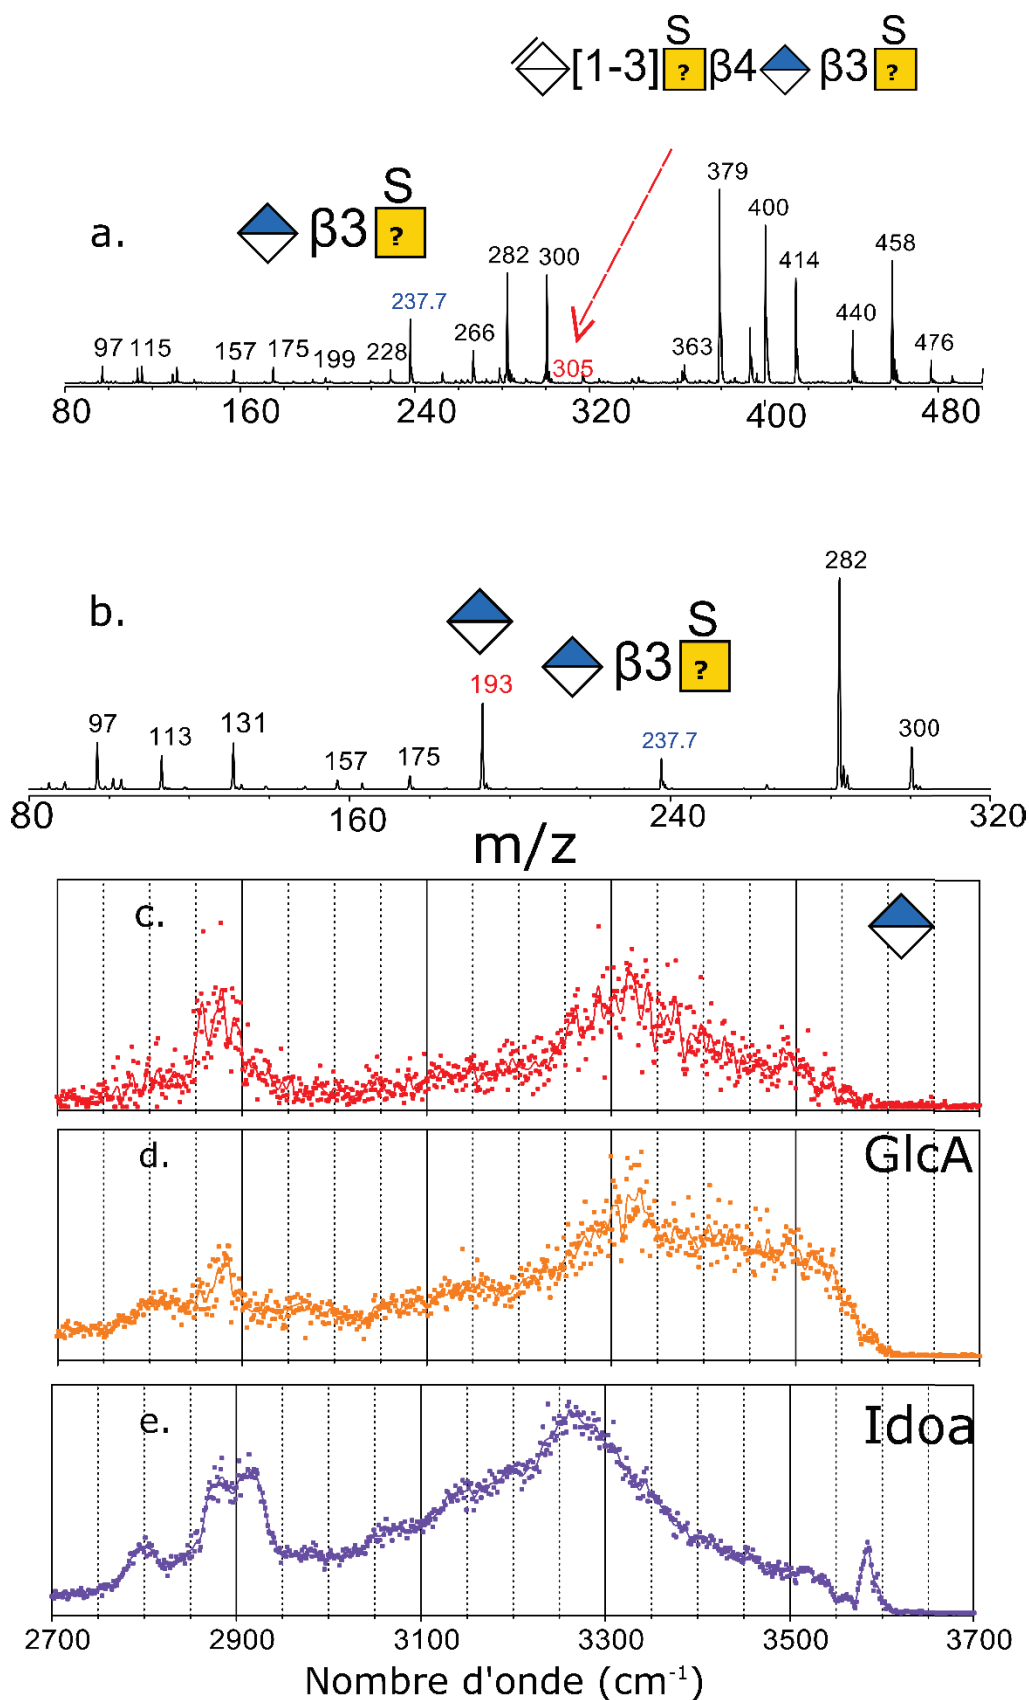 S S
[1-3] ? β4 β3 ?
a.
S
β3 ?
379
400
282 300
414
458
237.7
266
440
476
97 115 157 175 199 228
305
363
80 160 240 320 400 480
b.
282
S
β3 ?
193
97 113 131 157 175
237.7
300
80 160 240 320
m/z
c.
d.
GlcA
e.
Idoa
2700 2900 3100 3300 3500 3700
Nombre d'onde (cm⁻¹)